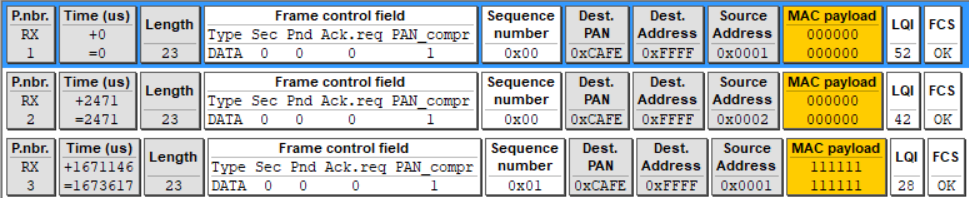 P.nbr. Time (us) Length Frame control field Sequence Dest. Dest. Source MAC payload LQI FCS
RX +0 Type Sec Pnd Ack.req PAN_compr number PAN Address Address 000000
1 =0 23 DATA 0 0 0 1 0x00 0xCAFE 0xFFFF 0x0001 000000 52 OK
P.nbr. Time (us) Length Frame control field Sequence Dest. Dest. Source MAC payload LQI FCS
RX +2471 Type Sec Pnd Ack.req PAN_compr number PAN Address Address 000000
2 =2471 23 DATA 0 0 0 1 0x00 0xCAFE 0xFFFF 0x0002 000000 42 OK
P.nbr. Time (us) Length Frame control field Sequence Dest. Dest. Source MAC payload LQI FCS
RX +1671146 Type Sec Pnd Ack.req PAN_compr number PAN Address Address 111111
3 =1673617 23 DATA 0 0 0 1 0x01 0xCAFE 0xFFFF 0x0001 111111 28 OK